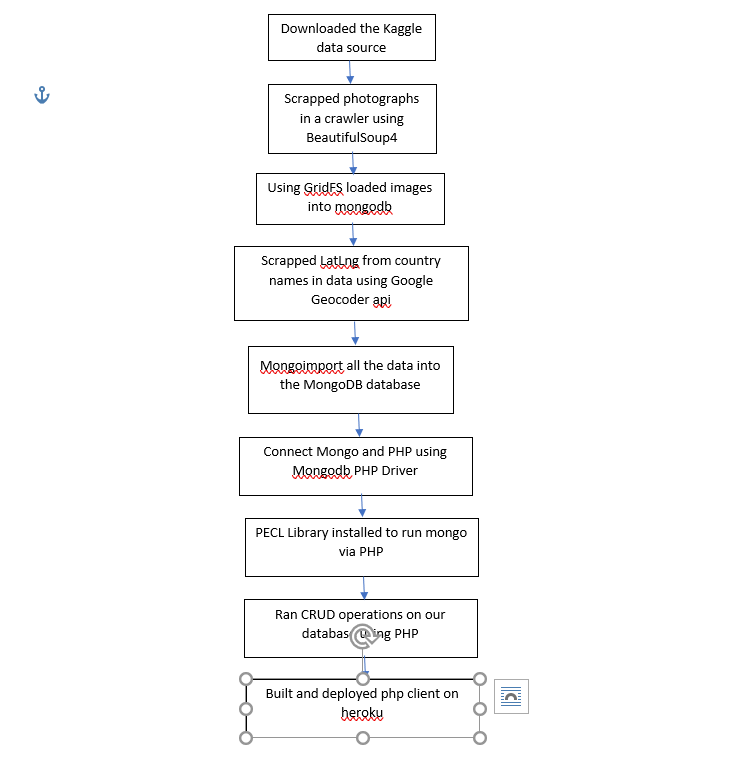 Downloaded the Kaggle
data source
Scrapped photographs
in a crawler using
BeautifulSoup4
Using GridFS loaded images
into mongodb
Scrapped LatLng from country
names in data using Google
Geocoder api
Mongoimport all the data into
the MongoDB database
Connect Mongo and PHP using
Mongodb PHP Driver
PECL Library installed to run mongo
via PHP
Ran CRUD operations on our
database using PHP
Built and deployed php client on
heroku